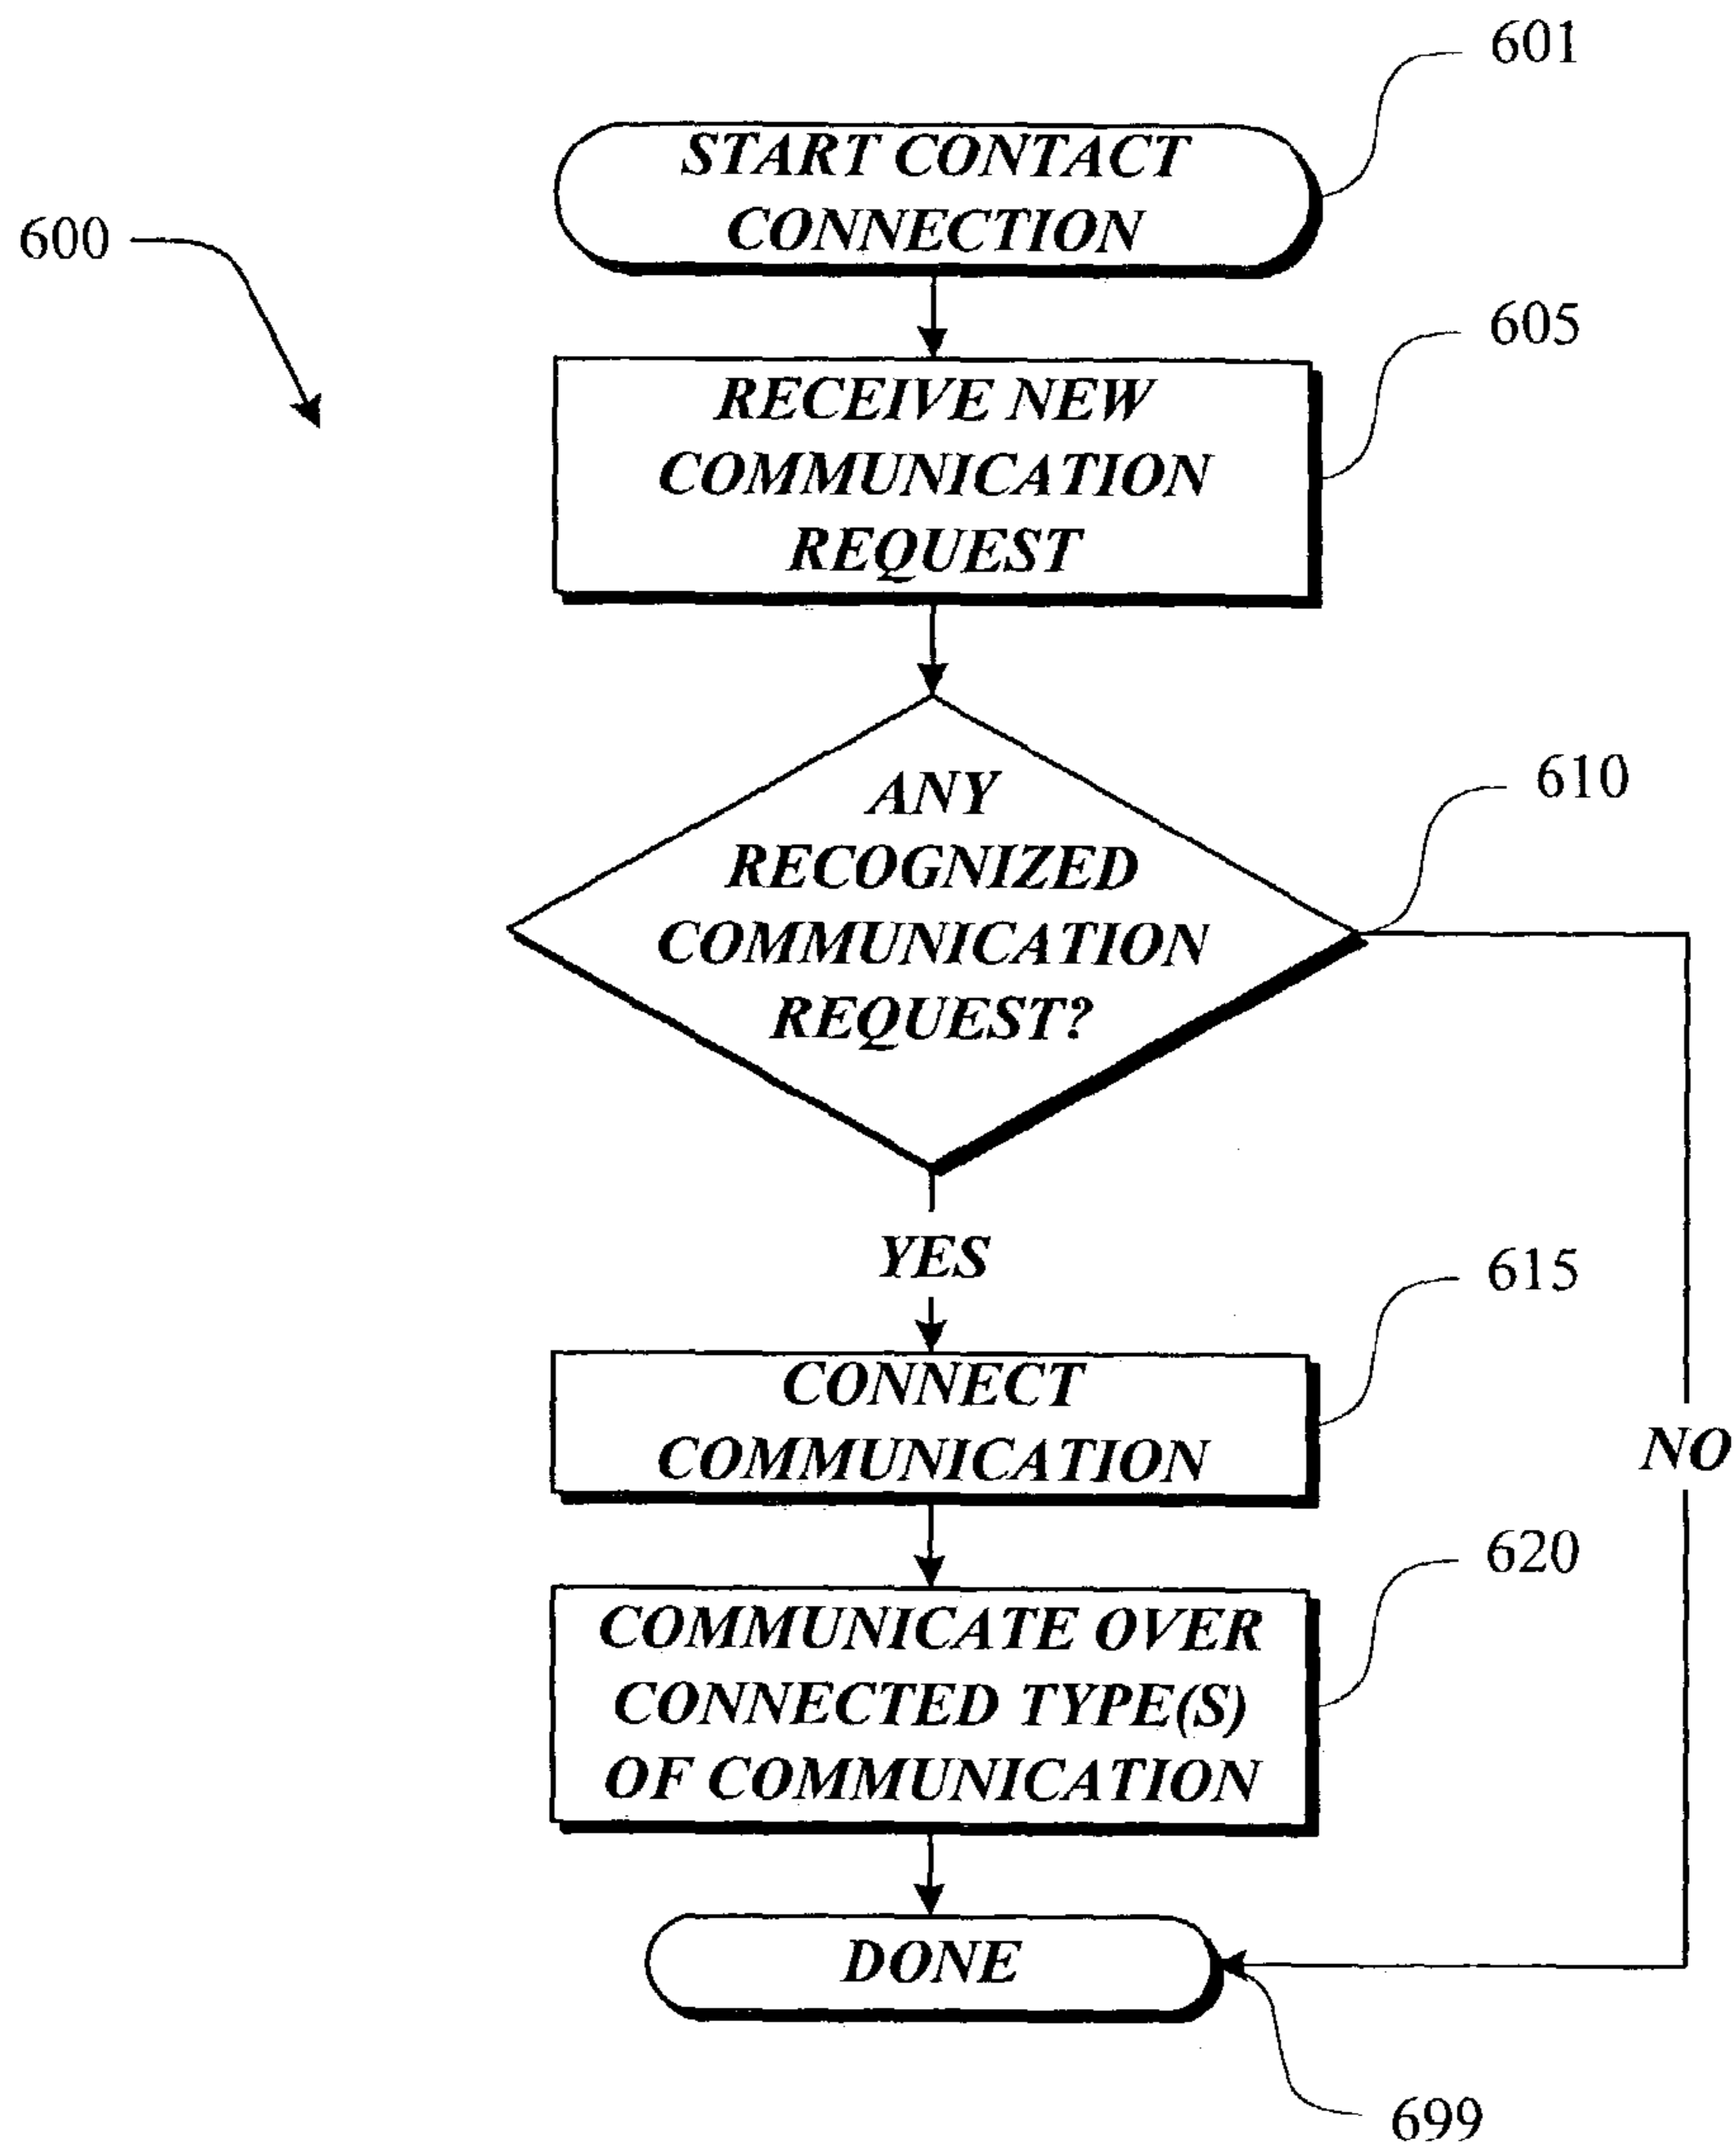 601
START CONTACT
CONNECTION
600
605
RECEIVE NEW
COMMUNICATION
REQUEST
610
ANY
RECOGNIZED
COMMUNICATION
REQUEST?
YES
615
CONNECT
COMMUNICATION
NO
620
COMMUNICATE OVER
CONNECTED TYPE(S)
OF COMMUNICATION
DONE
699